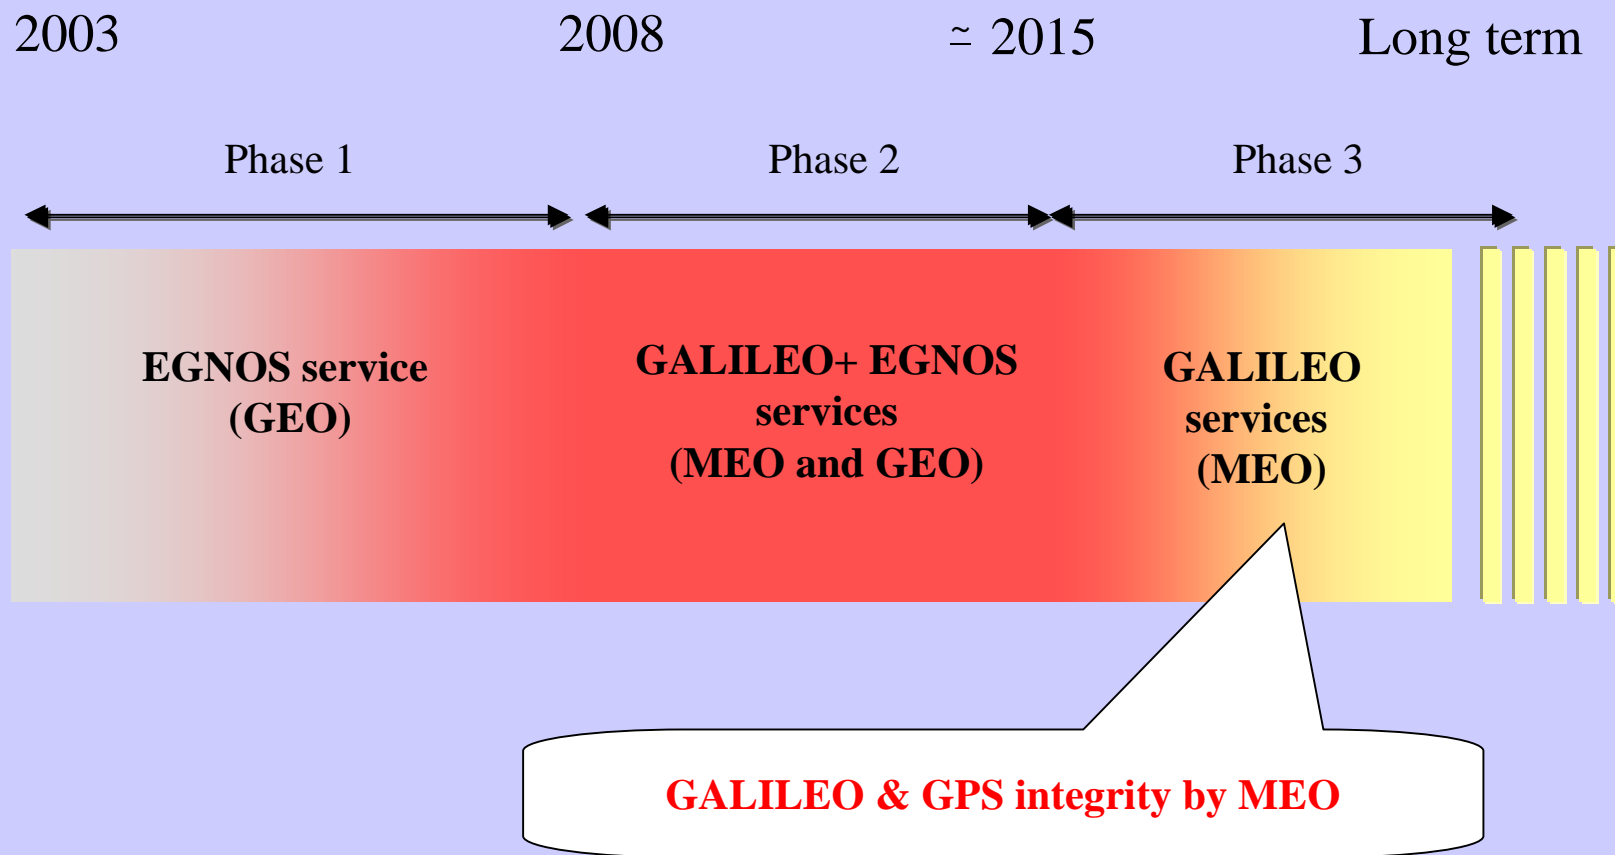 2003
2008
≃ 2015
Long term
Phase 1
Phase 2
Phase 3
EGNOS service
(GEO)
GALILEO+ EGNOS
services
(MEO and GEO)
GALILEO
services
(MEO)
GALILEO & GPS integrity by MEO